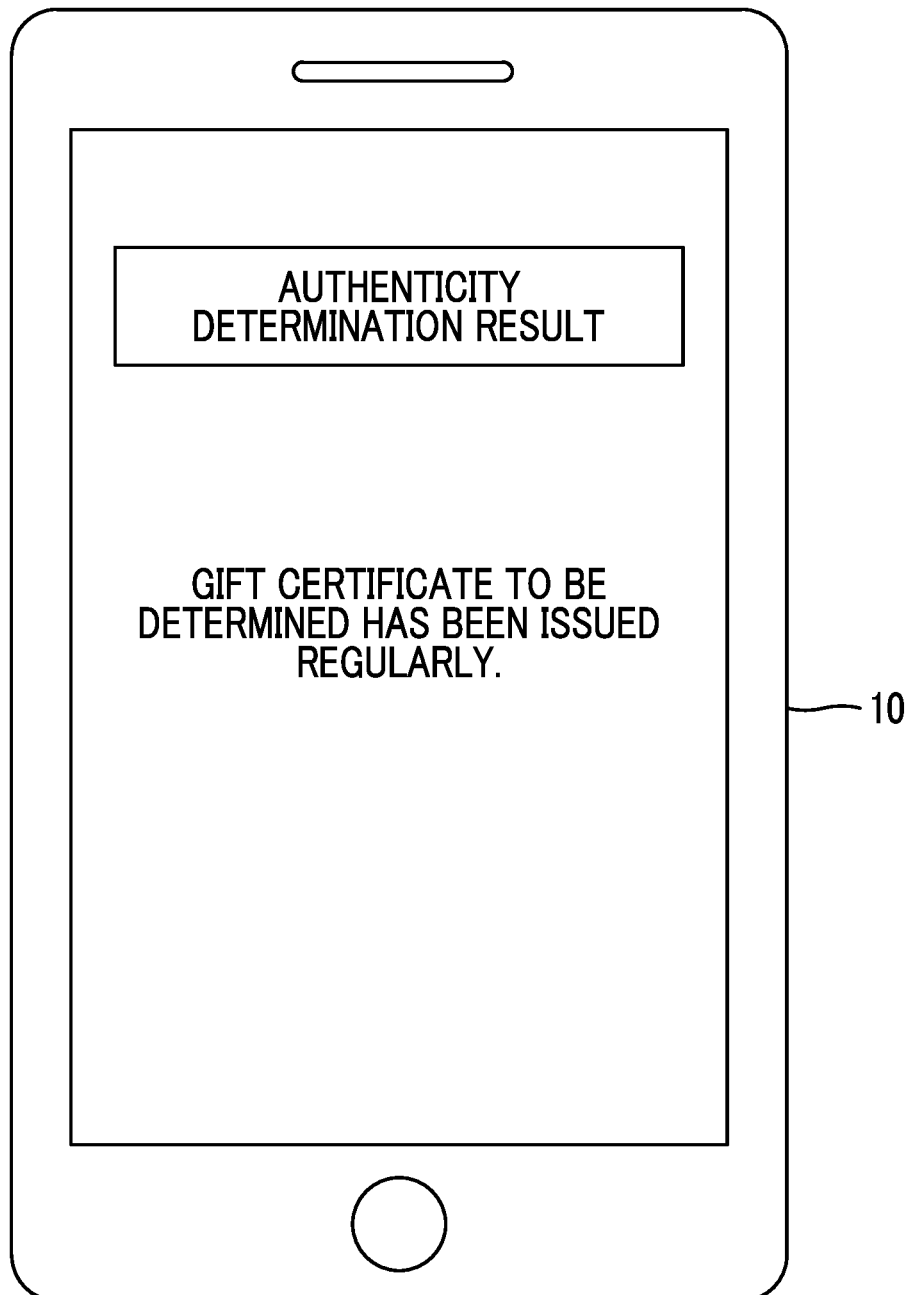 AUTHENTICITY
DETERMINATION RESULT
GIFT CERTIFICATE TO BE
DETERMINED HAS BEEN ISSUED
REGULARLY.
10